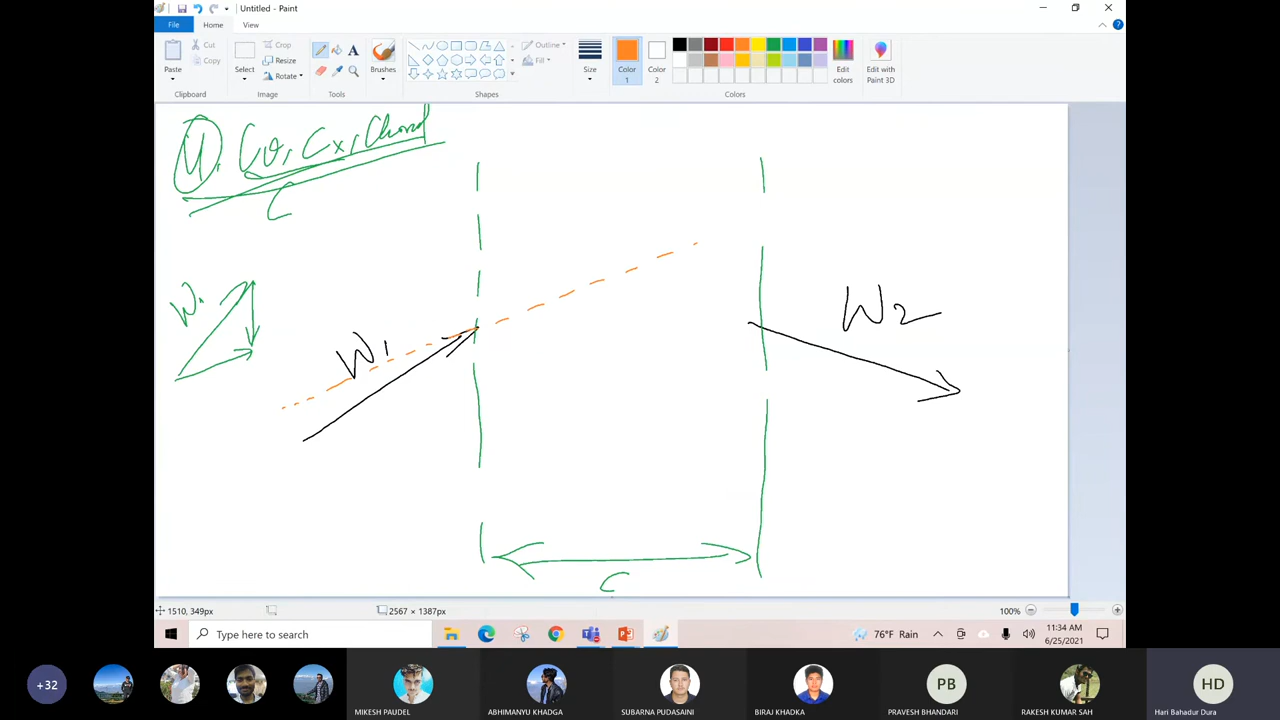 Untitled - Paint
File Home View
Paste
Cut
Copy
Clipboard
Select
Crop
Resize
Rotate
Image
Tools
Brushes
Outline
Fill
Shapes
Size
Color 1
Color 2
Edit colors
Edit with Paint 3D
Colors
U, Cθ, Cx, Chord
C
W1
W1
W2
C
1510, 349px
2567 × 1387px
100%
Type here to search
76°F Rain
11:34 AM
6/25/2021
+32
MIKESH PAUDEL
ABHIMANYU KHADGA
SUBARNA PUDASAINI
BIRAJ KHADKA
PB
PRAVESH BHANDARI
RAKESH KUMAR SAH
HD
Hari Bahadur Dura